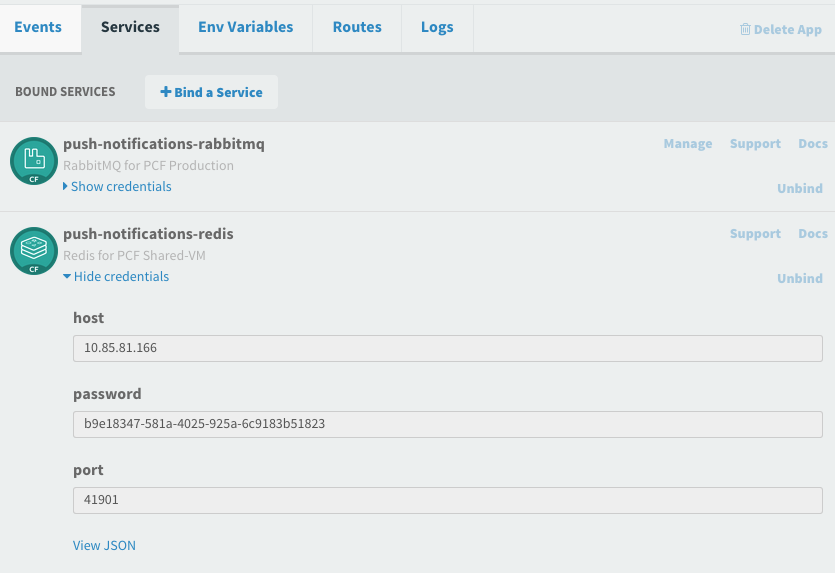 Events Services Env Variables Routes Logs Delete App
BOUND SERVICES + Bind a Service
push-notifications-rabbitmq Manage Support Docs
RabbitMQ for PCF Production
Show credentials Unbind
CF
push-notifications-redis Support Docs
Redis for PCF Shared-VM
Hide credentials Unbind
CF
host
10.85.81.166
password
b9e18347-581a-4025-925a-6c9183b51823
port
41901
View JSON